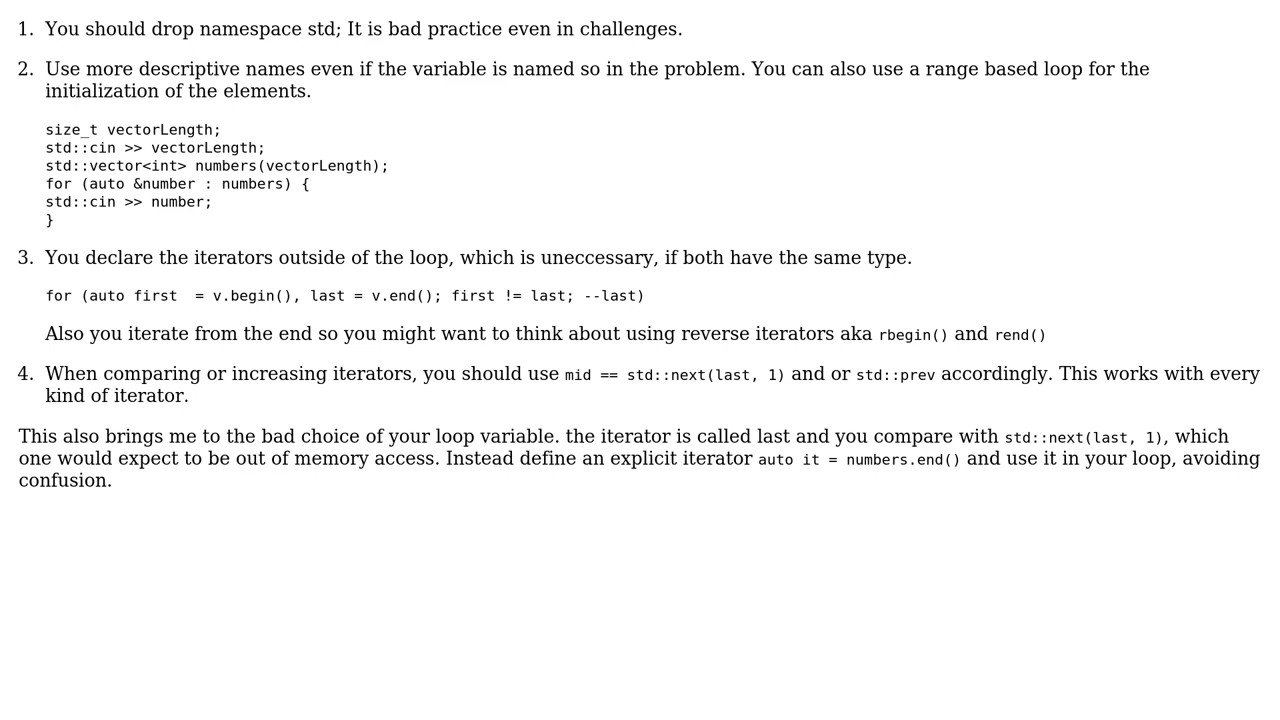 1. You should drop namespace std; It is bad practice even in challenges.
2. Use more descriptive names even if the variable is named so in the problem. You can also use a range based loop for the
initialization of the elements.
size_t vectorLength;
std::cin >> vectorLength;
std::vector<int> numbers(vectorLength);
for (auto &number : numbers) {
std::cin >> number;
}
3. You declare the iterators outside of the loop, which is uneccessary, if both have the same type.
for (auto first  = v.begin(), last = v.end(); first != last; --last)
Also you iterate from the end so you might want to think about using reverse iterators aka rbegin() and rend()
4. When comparing or increasing iterators, you should use mid == std::next(last, 1) and or std::prev accordingly. This works with every
kind of iterator.
This also brings me to the bad choice of your loop variable. the iterator is called last and you compare with std::next(last, 1), which
one would expect to be out of memory access. Instead define an explicit iterator auto it = numbers.end() and use it in your loop, avoiding
confusion.